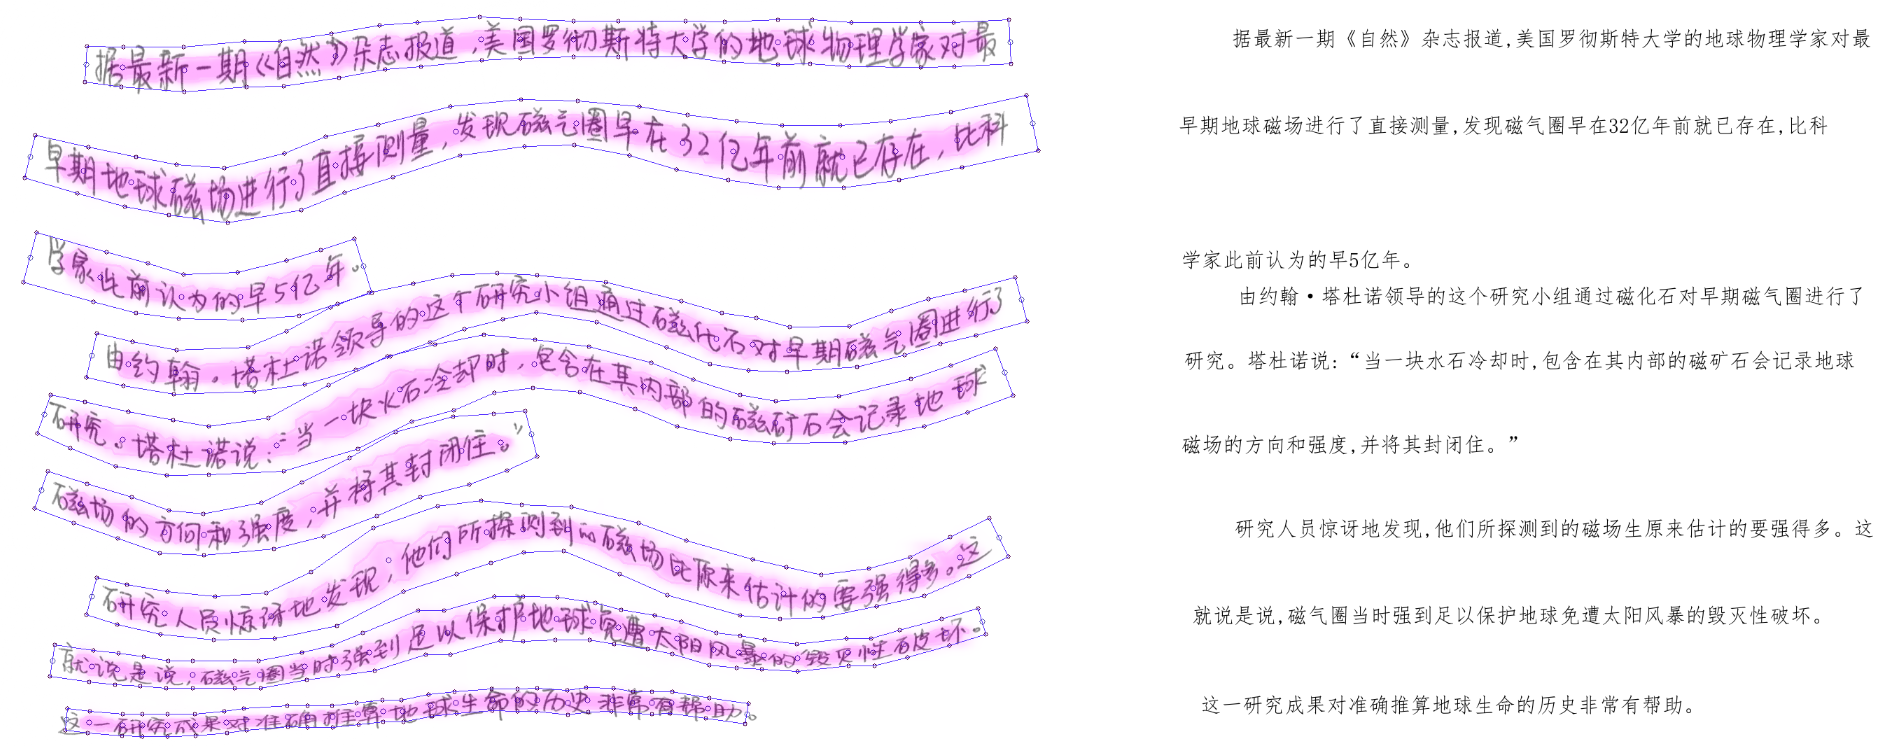 据最新一期《自然》杂志报道,美国罗彻斯特大学的地球物理学家对最
早期地球磁场进行了直接测量,发现磁气圈早在32亿年前就已存在,比科
学家此前认为的早5亿年。
由约翰·塔杜诺领导的这个研究小组通过磁化石对早期磁气圈进行了
研究。塔杜诺说:“当一块火石冷却时,包含在其内部的磁矿石会记录地球
磁场的方向和强度,并将其封闭住。”
研究人员惊讶地发现,他们所探测到的磁场比原来估计的要强得多。这
就说是说,磁气圈当时强到足以保护地球免遭太阳风暴的毁灭性破坏。
这一研究成果对准确推算地球生命的历史非常有帮助。
据最新一期《自然》杂志报道,美国罗彻斯特大学的地球物理学家对最
早期地球磁场进行了直接测量,发现磁气圈早在32亿年前就已存在,比科
学家此前认为的早5亿年。
由约翰·塔杜诺领导的这个研究小组通过磁化石对早期磁气圈进行了
研究。塔杜诺说:“当一块水石冷却时,包含在其内部的磁矿石会记录地球
磁场的方向和强度,并将其封闭住。”
研究人员惊讶地发现,他们所探测到的磁场生原来估计的要强得多。这
就说是说,磁气圈当时强到足以保护地球免遭太阳风暴的毁灭性破坏。
这一研究成果对准确推算地球生命的历史非常有帮助。